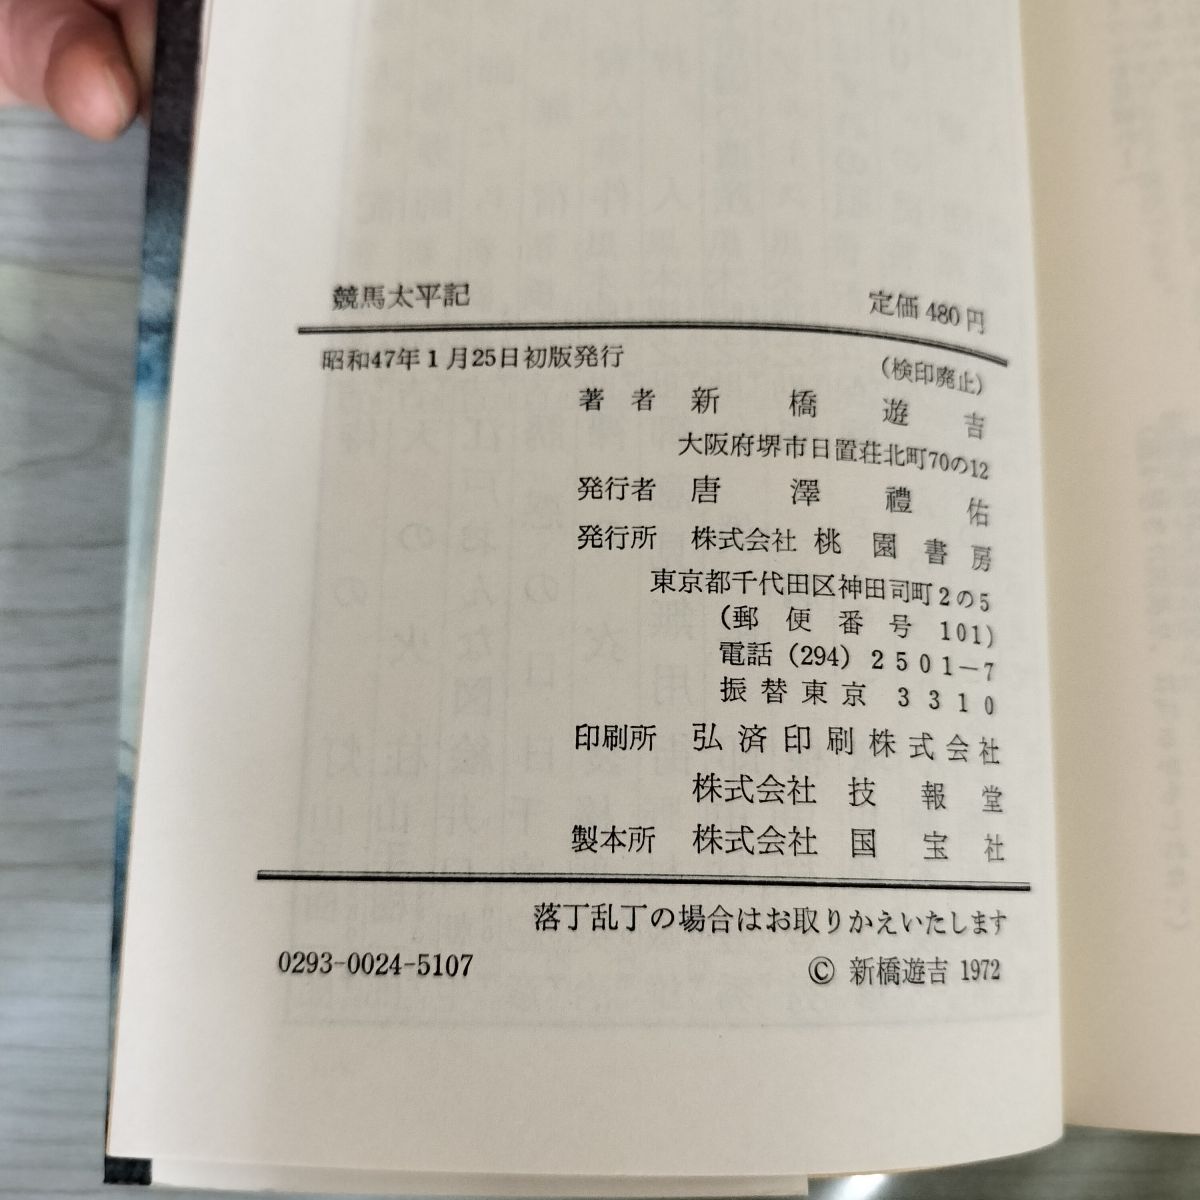 競馬太平記
定価 480円
昭和47年1月25日初版発行
(検印廃止)
著者 新橋遊吉
大阪府堺市日置荘北町70の12
発行者 唐澤禮佑
発行所 株式会社 桃園書房
東京都千代田区神田司町2の5
(郵便番号 101)
電話 (294) 2501-7
振替東京 3310
印刷所 弘済印刷株式会社
株式会社 技報堂
製本所 株式会社 国宝社
落丁乱丁の場合はお取りかえいたします
0293-0024-5107
© 新橋遊吉 1972